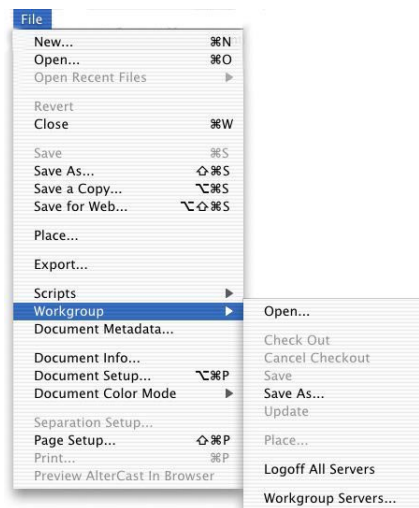 File
New... ⌘N
Open... ⌘O
Open Recent Files ▶
Revert
Close ⌘W
Save ⌘S
Save As... ⇧⌘S
Save a Copy... ⌥⌘S
Save for Web... ⌥⇧⌘S
Place...
Export...
Scripts ▶
Workgroup ▶
Document Metadata...
Document Info...
Document Setup... ⌥⌘P
Document Color Mode ▶
Separation Setup...
Page Setup... ⇧⌘P
Print... ⌘P
Preview AlterCast In Browser
Open...
Check Out
Cancel Checkout
Save
Save As...
Update
Place...
Logoff All Servers
Workgroup Servers...